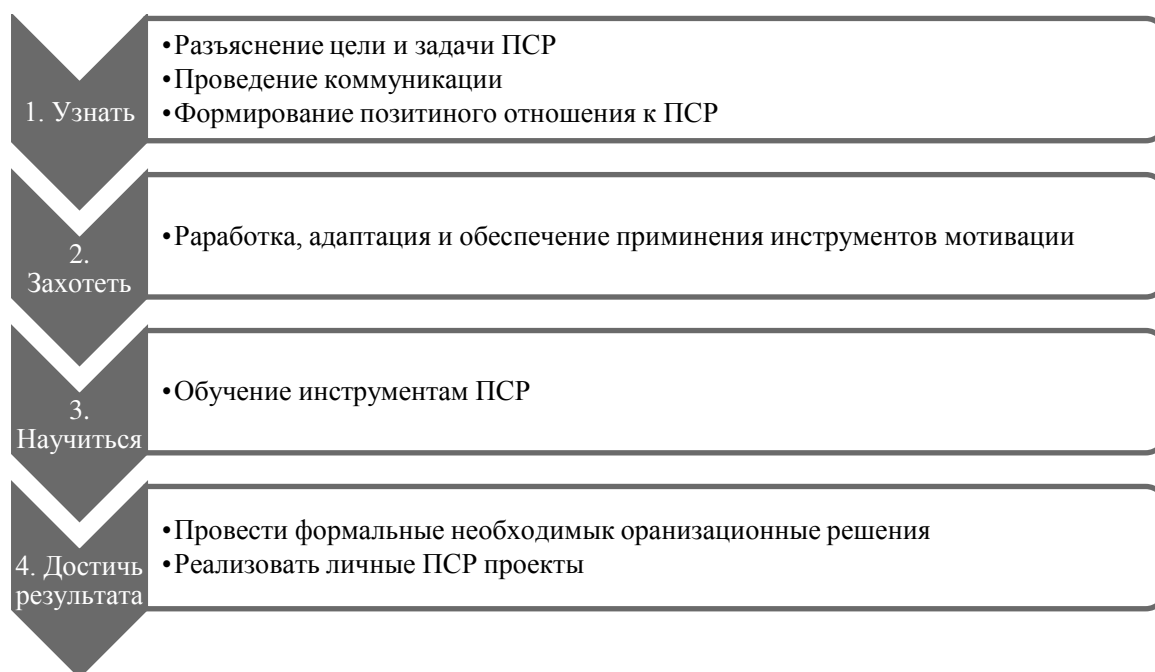 1. Узнать
•Разъяснение цели и задачи ПСР
•Проведение коммуникации
•Формирование позитиного отношения к ПСР
2.
Захотеть
•Раработка, адаптация и обеспечение приминения инструментов мотивации
3.
Научиться
•Обучение инструментам ПСР
4. Достичь
результата
•Провести формальные необходимык оранизационные решения
•Реализовать личные ПСР проекты